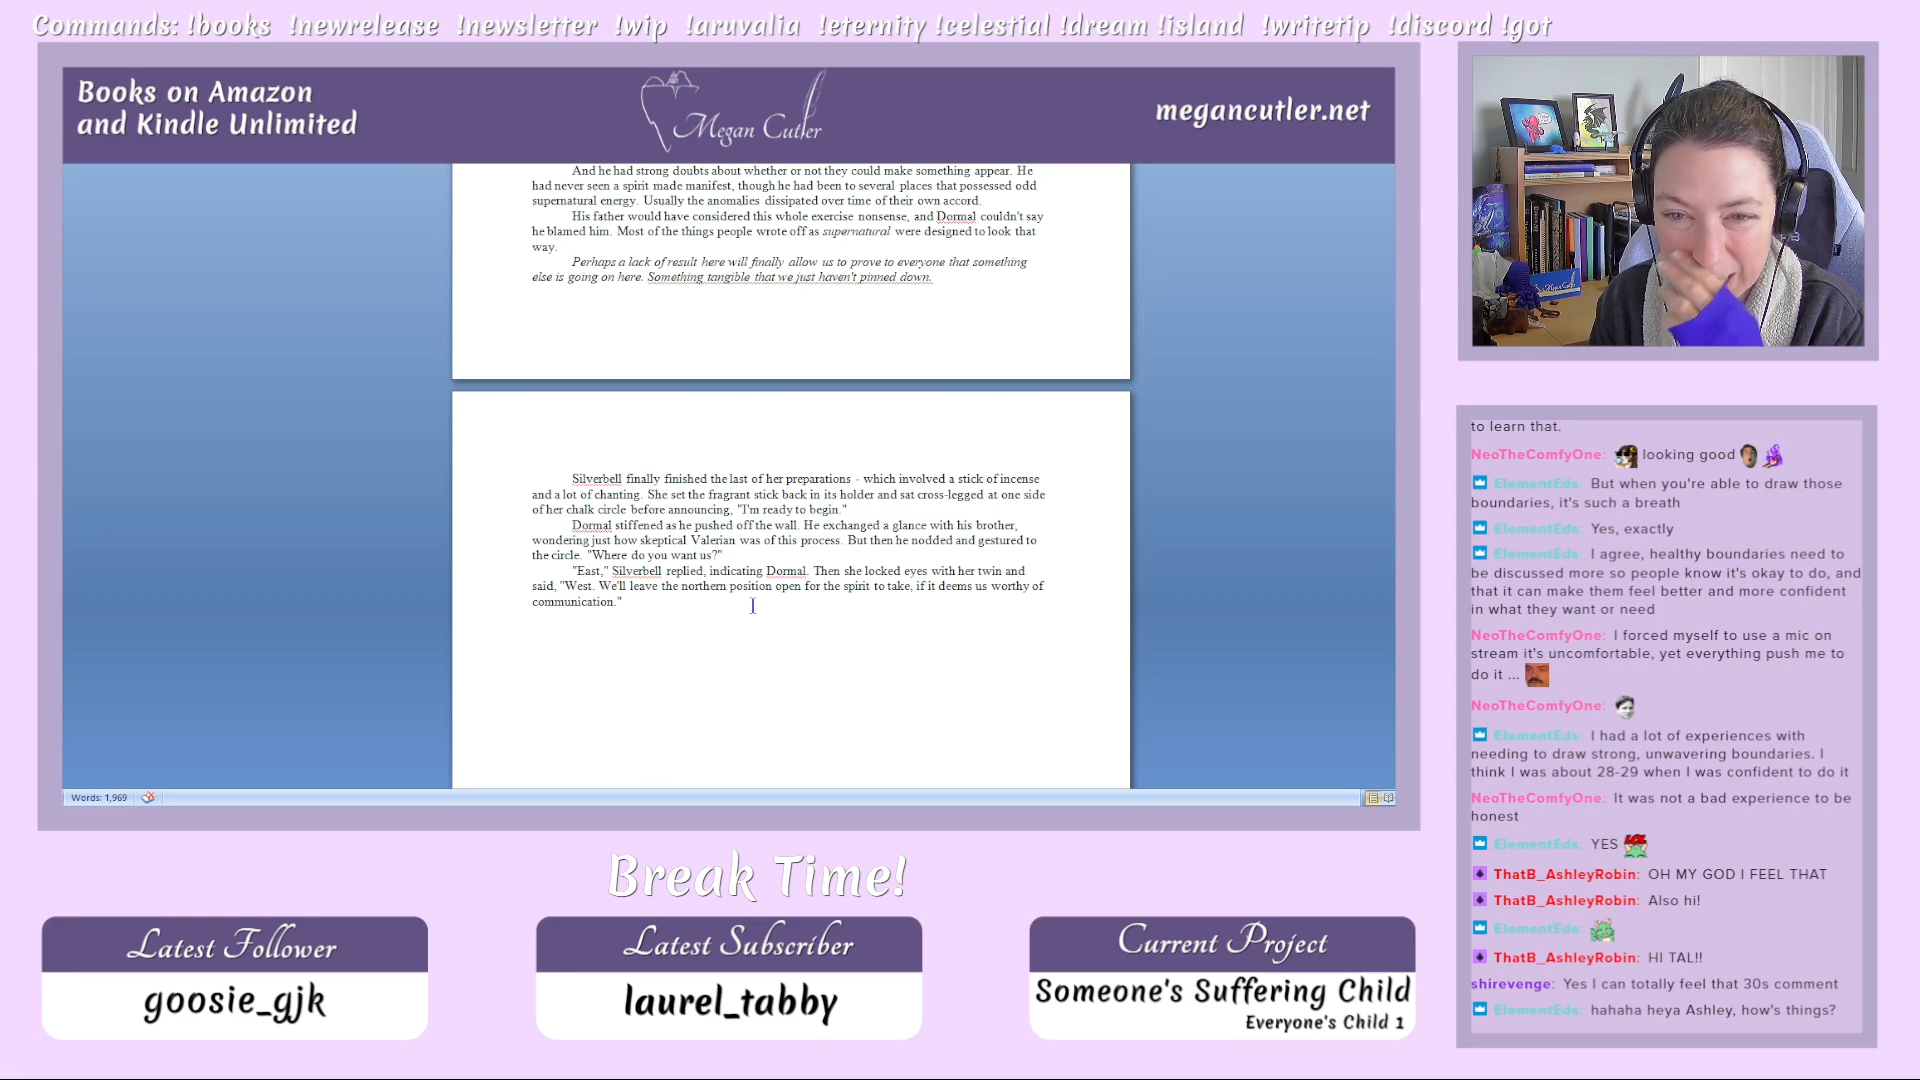 Commands: !books !newrelease !newsletter !wip !aruvalia !eternity !celestial !dream !island !writetip !discord !got
Books on Amazon
and Kindle Unlimited
Megan Cutler
megancutler.net
And he had strong doubts about whether or not they could make something appear. He
had never seen a spirit made manifest, though he had been to several places that possessed odd
supernatural energy. Usually the anomalies dissipated over time of their own accord.
His father would have considered this whole exercise nonsense, and Dormal couldn't say
he blamed him. Most of the things people wrote off as supernatural were designed to look that
way.
Perhaps a lack of result here will finally allow us to prove to everyone that something
else is going on here. Something tangible that we just haven't pinned down.
Silverbell finally finished the last of her preparations - which involved a stick of incense
and a lot of chanting. She set the fragrant stick back in its holder and sat cross-legged at one side
of her chalk circle before announcing, "I'm ready to begin."
Dormal stiffened as he pushed off the wall. He exchanged a glance with his brother,
wondering just how skeptical Valerian was of this process. But then he nodded and gestured to
the circle. "Where do you want us?"
"East," Silverbell replied, indicating Dormal. Then she locked eyes with her twin and
said, "West. We'll leave the northern position open for the spirit to take, if it deems us worthy of
communication."
Words: 1,969
Break Time!
Latest Follower
goosie_gjk
Latest Subscriber
laurel_tabby
Current Project
Someone's Suffering Child
Everyone's Child 1
Megan Cutler
to learn that.
NeoTheComfyOne: looking good
ElementEds: But when you're able to draw those
boundaries, it's such a breath
ElementEds: Yes, exactly
ElementEds: I agree, healthy boundaries need to
be discussed more so people know it's okay to do, and
that it can make them feel better and more confident
in what they want or need
NeoTheComfyOne: I forced myself to use a mic on
stream it's uncomfortable, yet everything push me to
do it ...
NeoTheComfyOne:
ElementEds: I had a lot of experiences with
needing to draw strong, unwavering boundaries. I
think I was about 28-29 when I was confident to do it
NeoTheComfyOne: It was not a bad experience to be
honest
ElementEds: YES
ThatB_AshleyRobin: OH MY GOD I FEEL THAT
ThatB_AshleyRobin: Also hi!
ElementEds:
ThatB_AshleyRobin: HI TAL!!
shirevenge: Yes I can totally feel that 30s comment
ElementEds: hahaha heya Ashley, how's things?